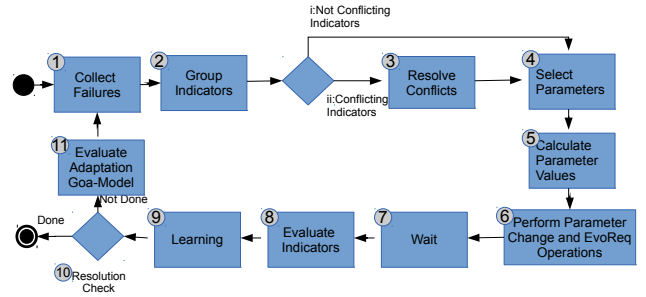 i:Not Conflicting
Indicators
1
Collect
Failures
2
Group
Indicators
ii:Conflicting
Indicators
3
Resolve
Conflicts
4
Select
Parameters
5
Calculate
Parameter
Values
6
Perform Parameter
Change and EvoReq
Operations
7
Wait
8
Evaluate
Indicators
9
Learning
10
Resolution
Check
Done
Not Done
11
Evaluate
Adaptation
Goa-Model